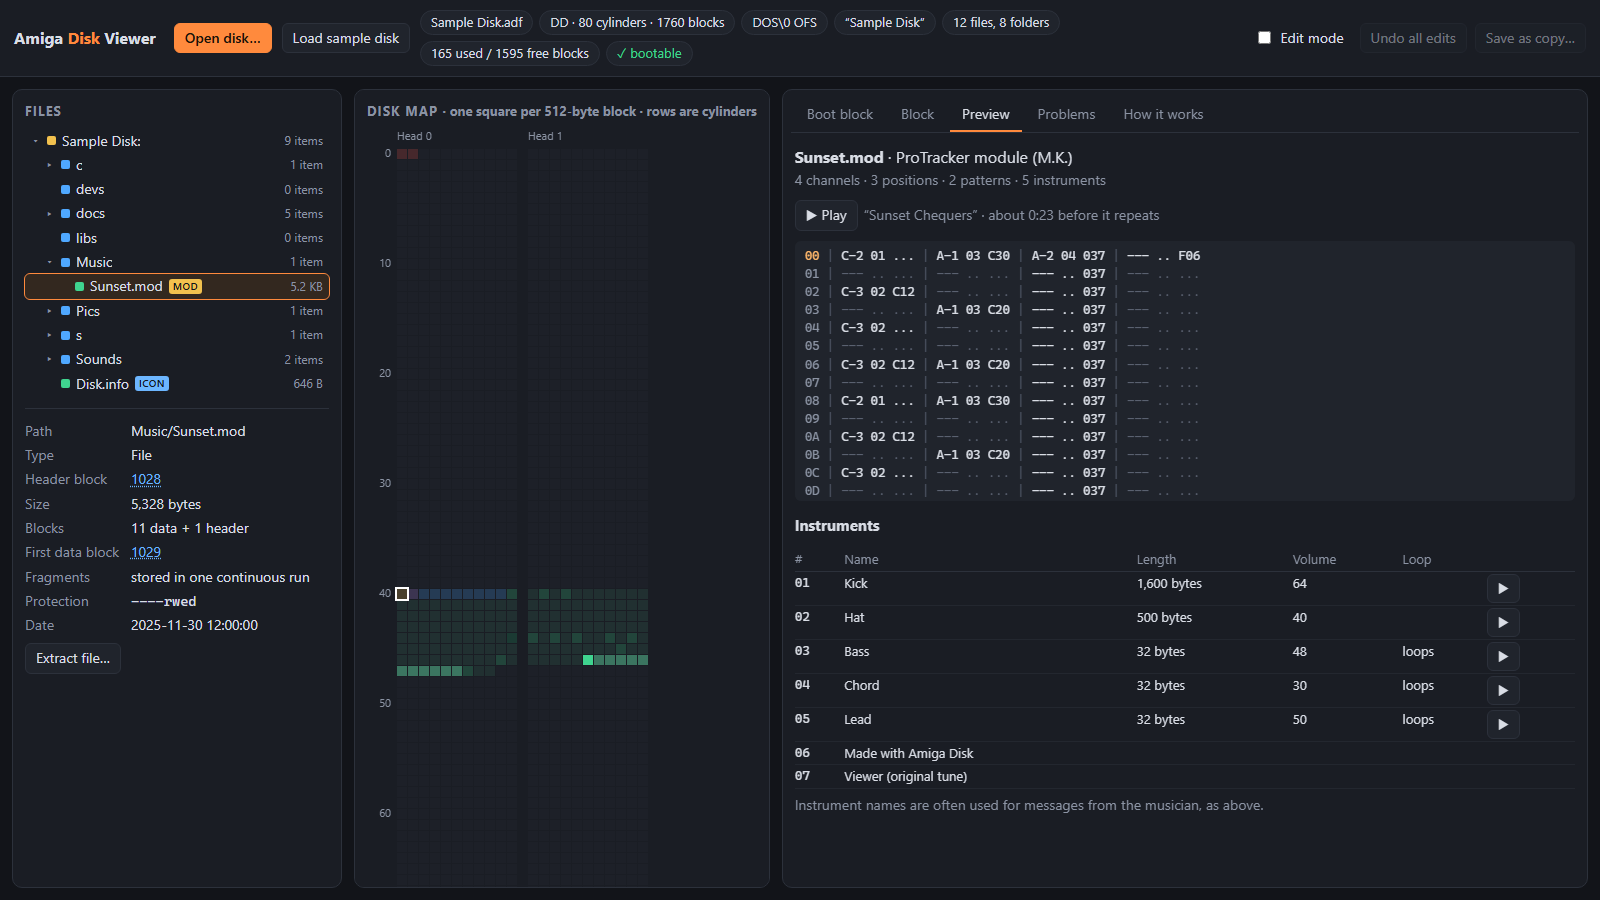 Amiga Disk Viewer
Open disk...
Load sample disk
Sample Disk.adf
DD · 80 cylinders · 1760 blocks
DOS\0 OFS
“Sample Disk”
12 files, 8 folders
165 used / 1595 free blocks
✓ bootable
Edit mode
Undo all edits
Save as copy...
FILES
Sample Disk: 9 items
c 1 item
devs 0 items
docs 5 items
libs 0 items
Music 1 item
Sunset.mod MOD 5.2 KB
Pics 1 item
s 1 item
Sounds 2 items
Disk.info ICON 646 B
Path Music/Sunset.mod
Type File
Header block 1028
Size 5,328 bytes
Blocks 11 data + 1 header
First data block 1029
Fragments stored in one continuous run
Protection ----rwed
Date 2025-11-30 12:00:00
Extract file...
DISK MAP · one square per 512-byte block · rows are cylinders
Head 0 Head 1
0
10
20
30
40
50
60
Boot block Block Preview Problems How it works
Sunset.mod · ProTracker module (M.K.)
4 channels · 3 positions · 2 patterns · 5 instruments
▶ Play “Sunset Chequers” · about 0:23 before it repeats
00 | C-2 01 ... | A-1 03 C30 | A-2 04 037 | --- .. F06
01 | --- .. ... | --- .. ... | --- .. 037 | --- .. ...
02 | C-3 02 C12 | --- .. ... | --- .. 037 | --- .. ...
03 | --- .. ... | A-1 03 C20 | --- .. 037 | --- .. ...
04 | C-3 02 ... | --- .. ... | --- .. 037 | --- .. ...
05 | --- .. ... | --- .. ... | --- .. 037 | --- .. ...
06 | C-3 02 C12 | A-1 03 C20 | --- .. 037 | --- .. ...
07 | --- .. ... | --- .. ... | --- .. 037 | --- .. ...
08 | C-2 01 ... | A-1 03 C30 | --- .. 037 | --- .. ...
09 | --- .. ... | --- .. ... | --- .. 037 | --- .. ...
0A | C-3 02 C12 | --- .. ... | --- .. 037 | --- .. ...
0B | --- .. ... | A-1 03 C20 | --- .. 037 | --- .. ...
0C | C-3 02 ... | --- .. ... | --- .. 037 | --- .. ...
0D | --- .. ... | --- .. ... | --- .. 037 | --- .. ...
Instruments
# Name Length Volume Loop
01 Kick 1,600 bytes 64
02 Hat 500 bytes 40
03 Bass 32 bytes 48 loops
04 Chord 32 bytes 30 loops
05 Lead 32 bytes 50 loops
06 Made with Amiga Disk
07 Viewer (original tune)
Instrument names are often used for messages from the musician, as above.